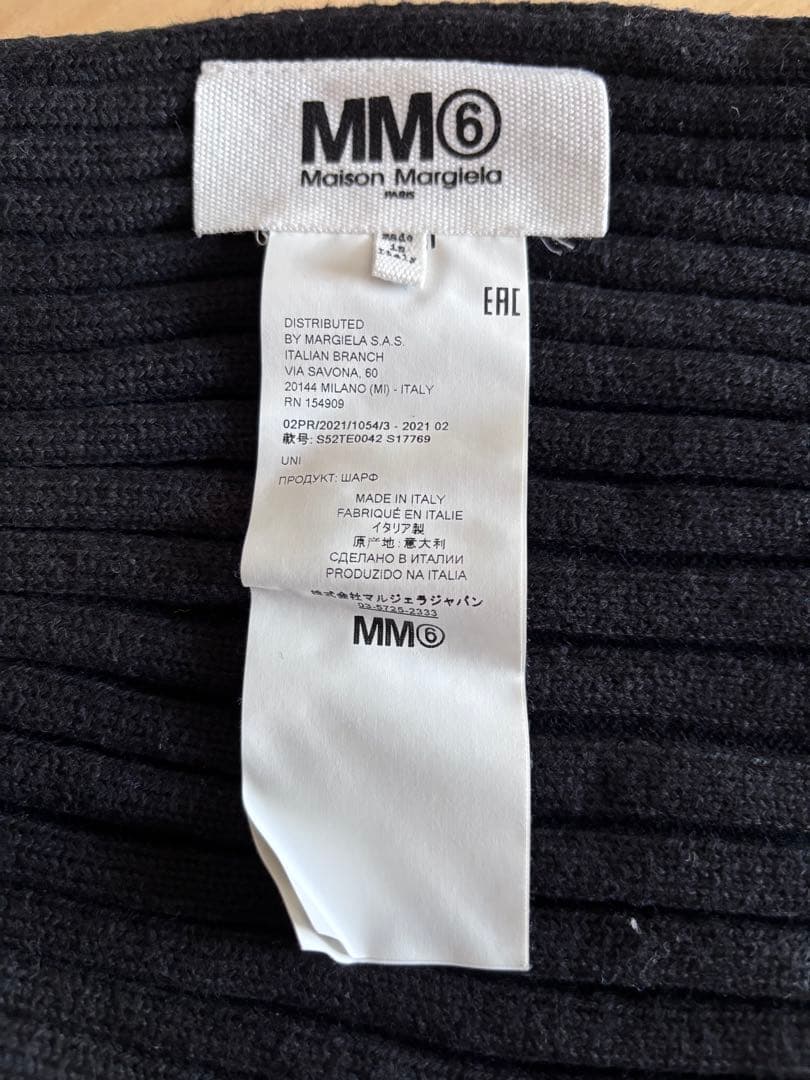 MM⑥
Maison Margiela
PARIS
made
in
Italy
EAC
DISTRIBUTED
BY MARGIELA S.A.S.
ITALIAN BRANCH
VIA SAVONA, 60
20144 MILANO (MI) - ITALY
RN 154909
02PR/2021/1054/3 - 2021 02
款号: S52TE0042 S17769
UNI
ПРОДУКТ: ШАРФ
MADE IN ITALY
FABRIQUÉ EN ITALIE
イタリア製
原产地:意大利
СДЕЛАНО В ИТАЛИИ
PRODUZIDO NA ITALIA
株式会社マルジェラジャパン
03-5725-2333
MM⑥